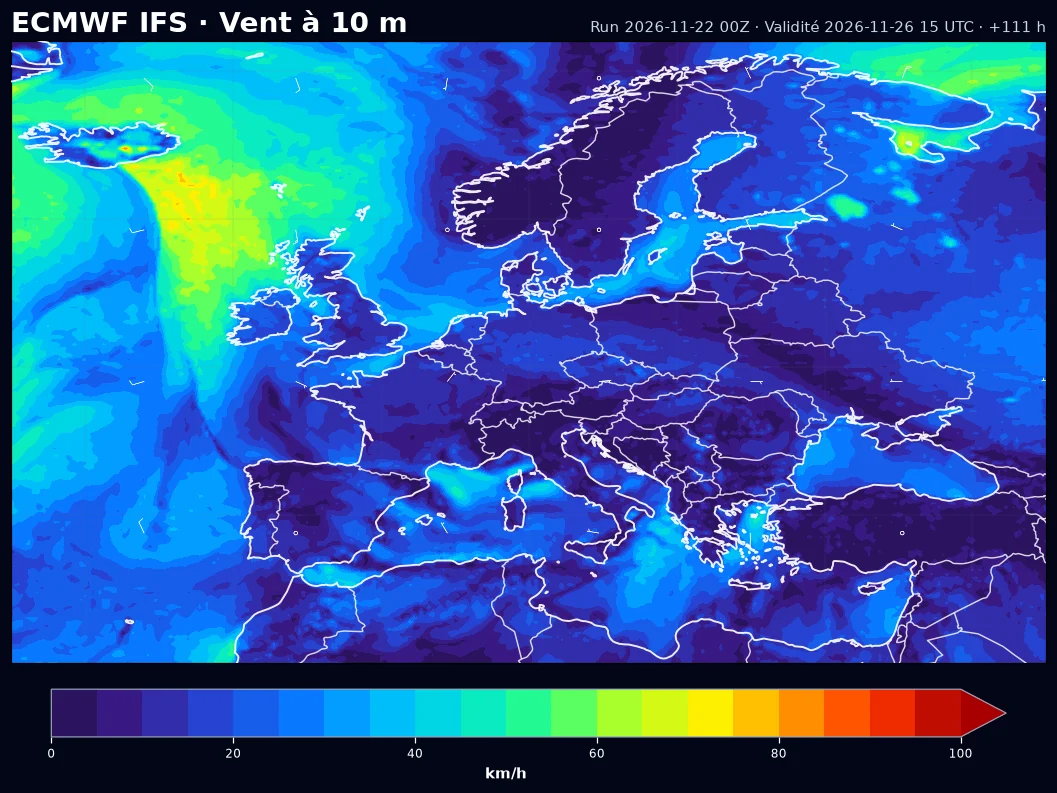 ECMWF IFS · Vent à 10 m
Run 2026-11-22 00Z · Validité 2026-11-26 15 UTC · +111 h
0 20 40 60 80 100
km/h